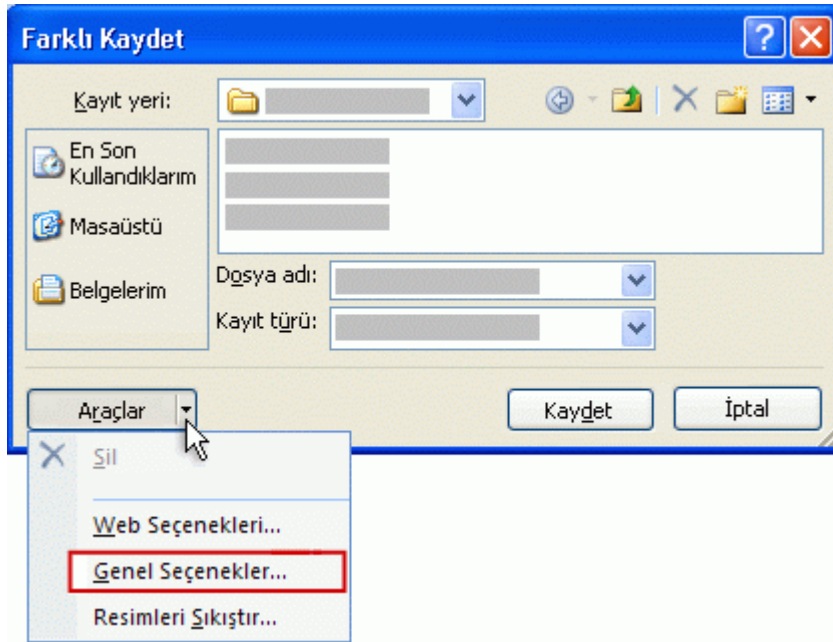 Farklı Kaydet
Kayıt yeri:
En Son
Kullandıklarım
Masaüstü
Belgelerim
Dosya adı:
Kayıt türü:
Araçlar
Kaydet
İptal
Sil
Web Seçenekleri...
Genel Seçenekler...
Resimleri Sıkıştır...